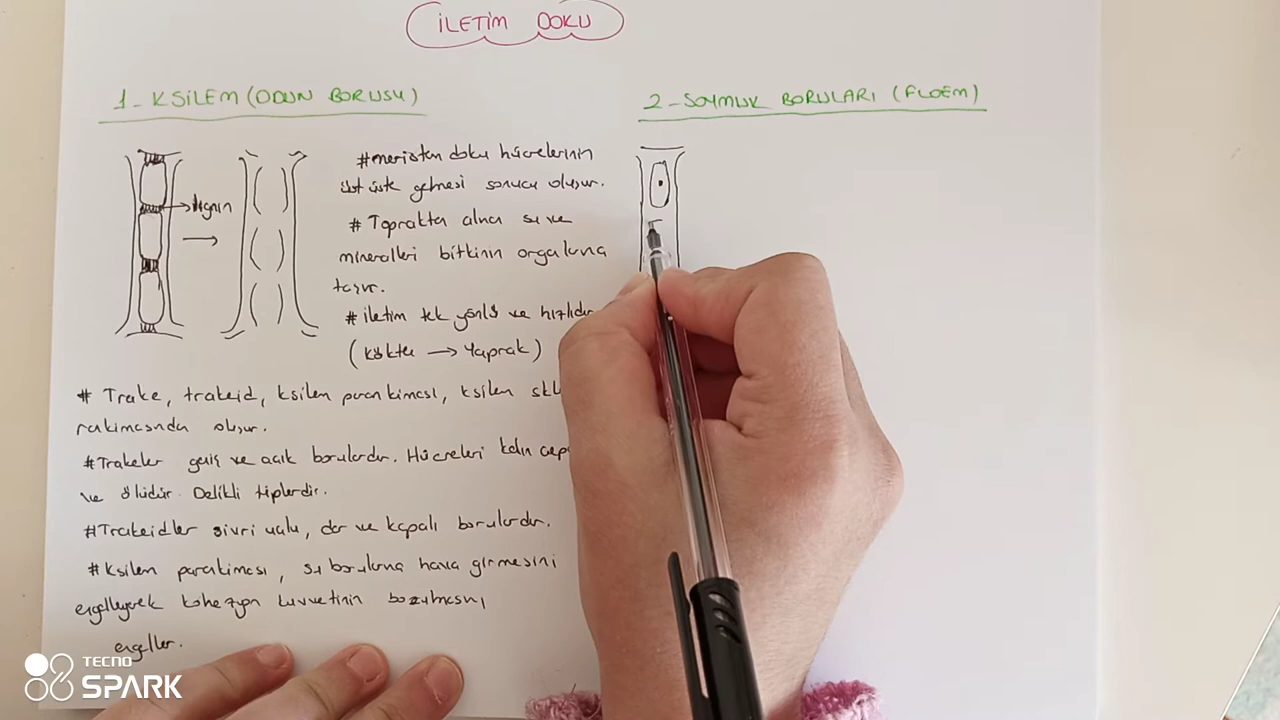 İLETİM DOKU
1- KSİLEM (ODUN BORUSU)
#meristem doku hücrelerinin
üst üste gelmesi sonucu oluşur.
lignin
# Topraktan alınan su ve
mineralleri bitkinin organlarına
taşır.
# iletim tek yönlü ve hızlıdır
(kökten → Yaprak)
# Trake, trakeid, ksilem parankiması, ksilem
oluşur.
#Trakeler geniş ve açık borulardır. Hücreleri kalın
ve ölüdür. Delikli tiplerdir.
#Trakeidler sivri uçlu, dar ve kapalı borulardır.
#Ksilem parankiması, su borularına hava girmesini
engelleyerek kohezyon kuvvetinin bozulmasını
engeller.
2-SOYMUK BORULARI (FLOEM)
TECNO
SPARK